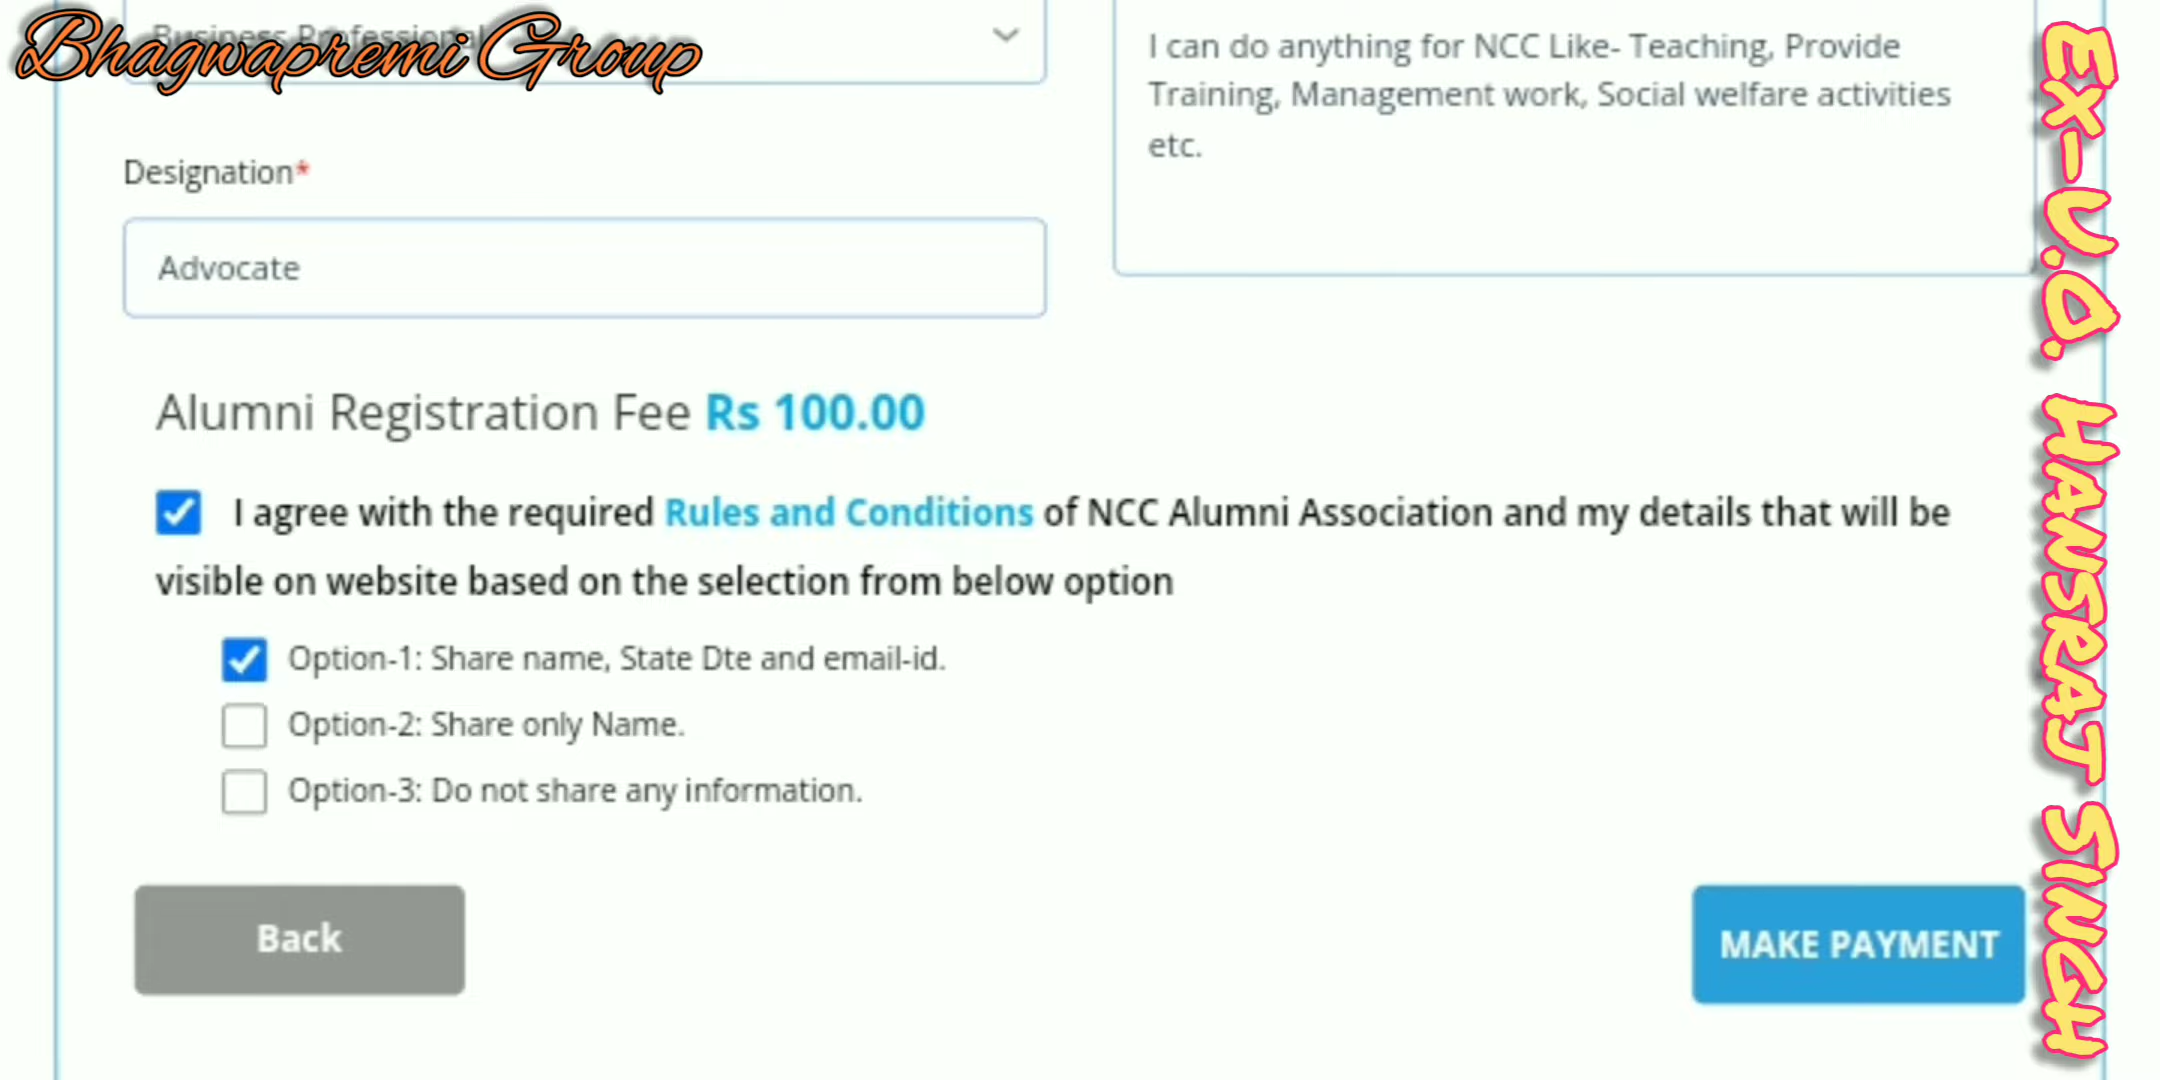 Bhagwapremi Group
Business Professional
I can do anything for NCC Like- Teaching, Provide
Training, Management work, Social welfare activities
etc.
Designation*
Advocate
Alumni Registration Fee Rs 100.00
I agree with the required Rules and Conditions of NCC Alumni Association and my details that will be
visible on website based on the selection from below option
Option-1: Share name, State Dte and email-id.
Option-2: Share only Name.
Option-3: Do not share any information.
Back
MAKE PAYMENT
Ex-U.O. HANSRAJ SINGH